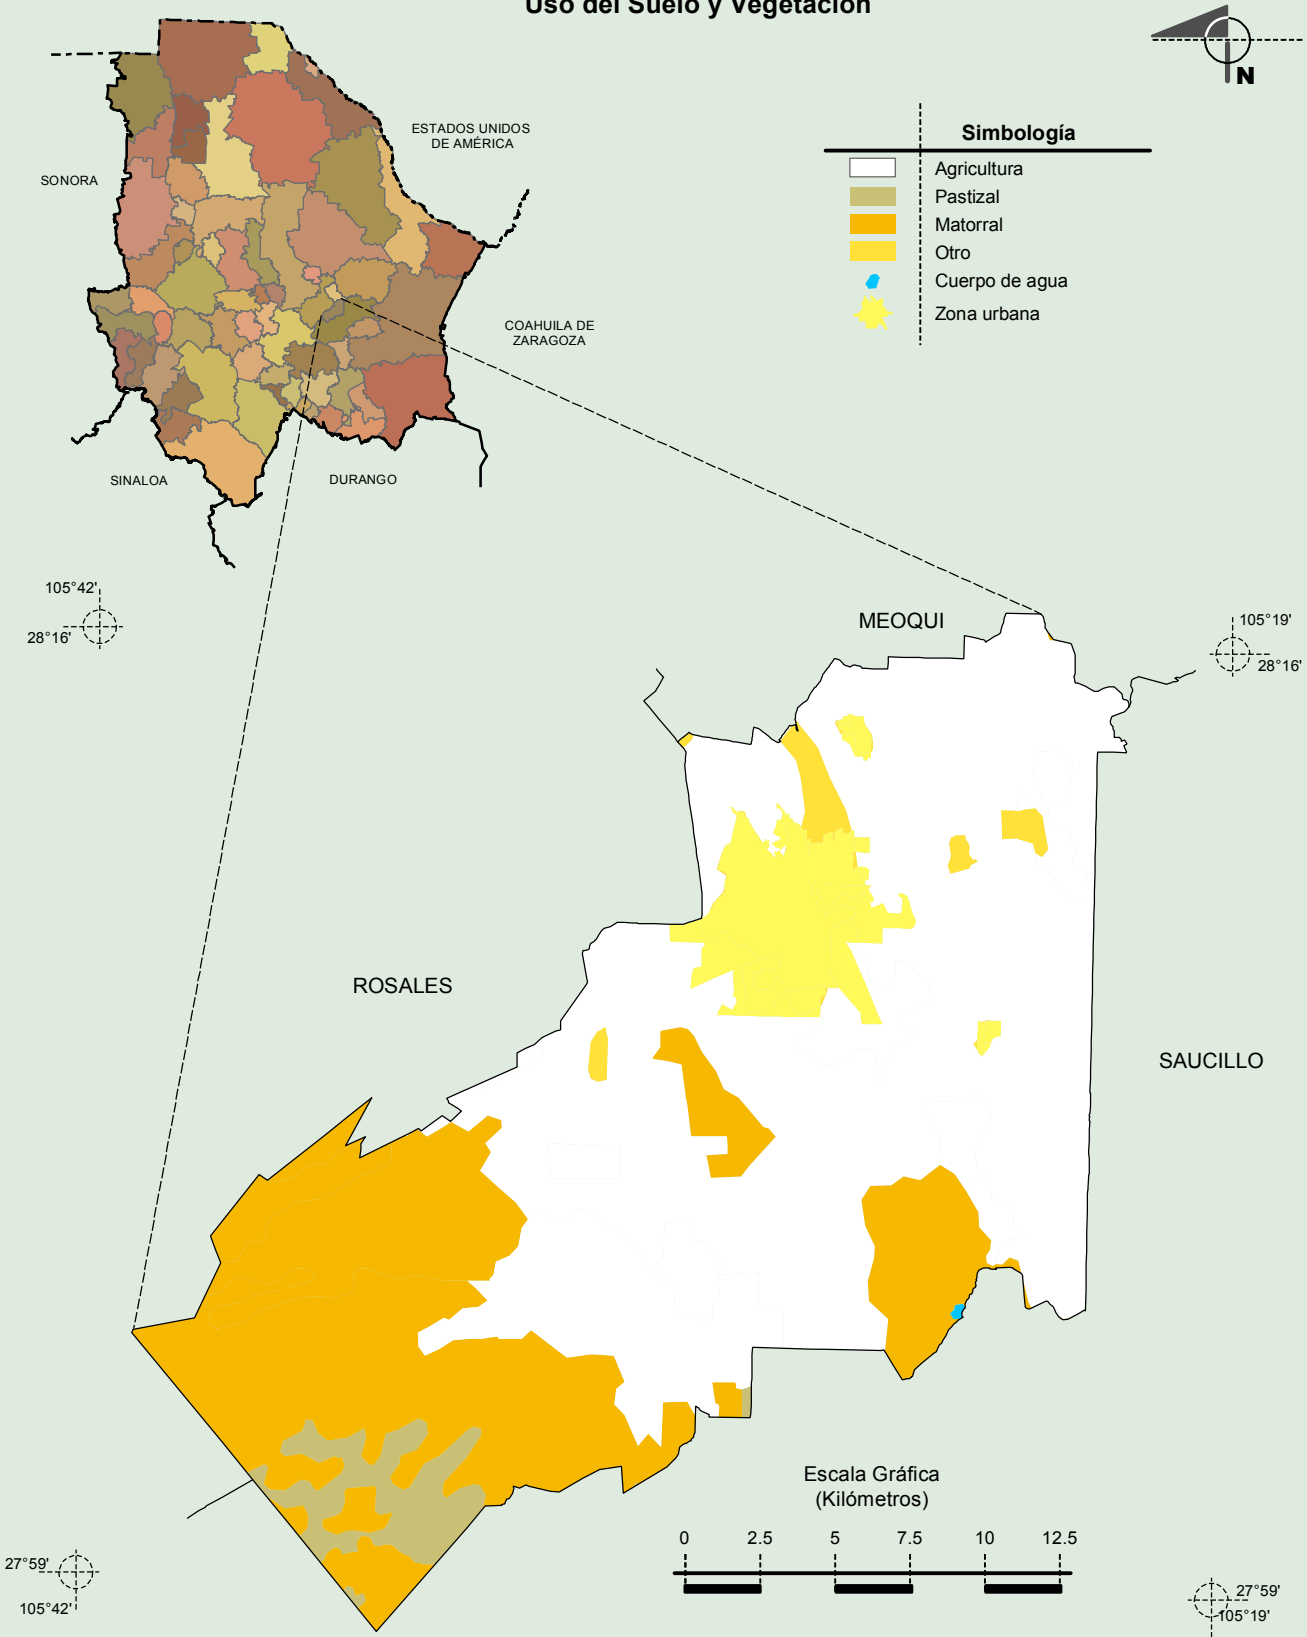 Uso del Suelo y Vegetación
N
ESTADOS UNIDOS
DE AMÉRICA
SONORA
COAHUILA DE
ZARAGOZA
SINALOA
DURANGO
Simbología
Agricultura
Pastizal
Matorral
Otro
Cuerpo de agua
Zona urbana
105°42'
28°16'
105°19'
28°16'
MEOQUI
ROSALES
SAUCILLO
Escala Gráfica
(Kilómetros)
0 2.5 5 7.5 10 12.5
27°59'
105°42'
27°59'
105°19'